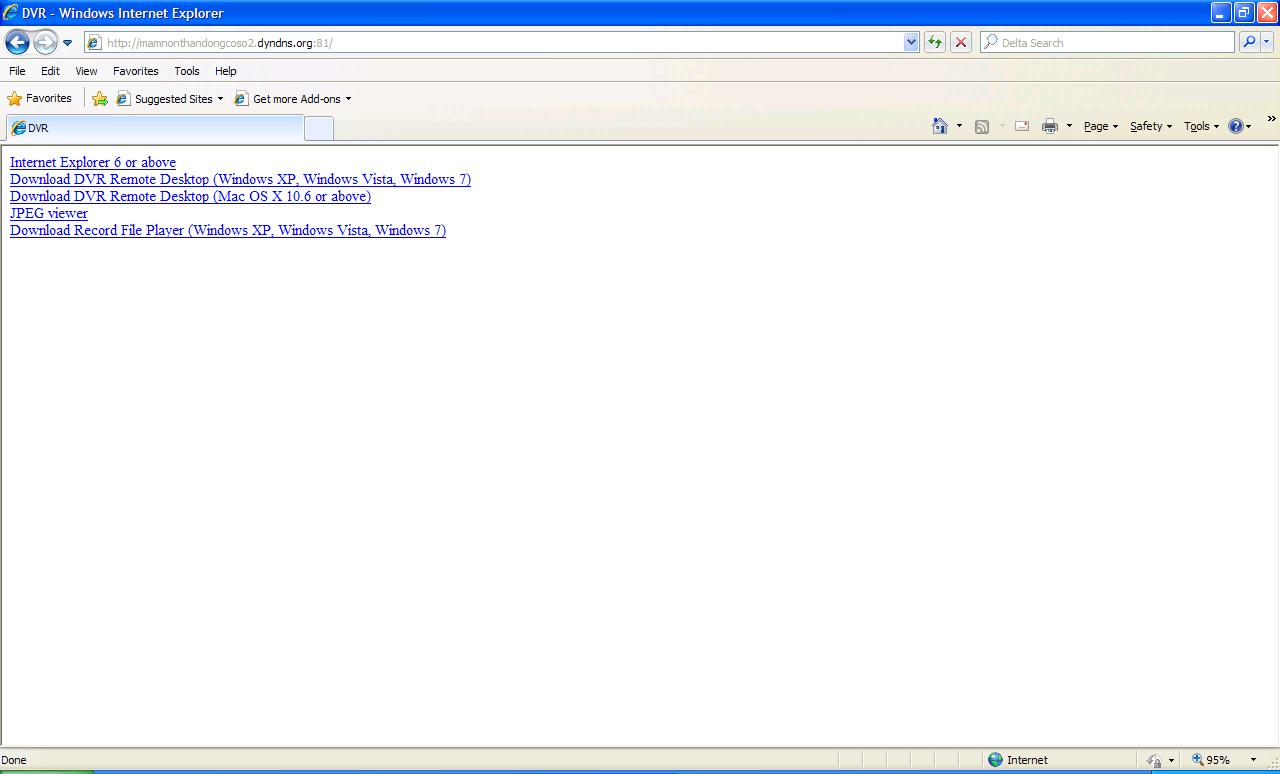 DVR - Windows Internet Explorer
http://mamnonthandongcoso2.dyndns.org:81/
Delta Search
File Edit View Favorites Tools Help
Favorites Suggested Sites Get more Add-ons
DVR
Page Safety Tools
Internet Explorer 6 or above
Download DVR Remote Desktop (Windows XP, Windows Vista, Windows 7)
Download DVR Remote Desktop (Mac OS X 10.6 or above)
JPEG viewer
Download Record File Player (Windows XP, Windows Vista, Windows 7)
Done Internet 95%